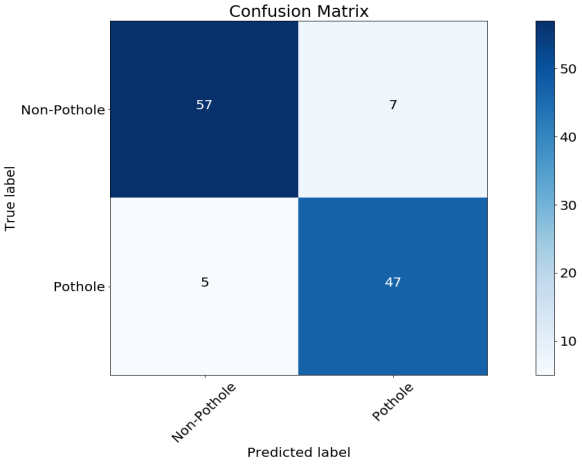 Confusion Matrix
Non-Pothole
57
7
Pothole
5
47
True label
Non-Pothole
Pothole
Predicted label
50
40
30
20
10